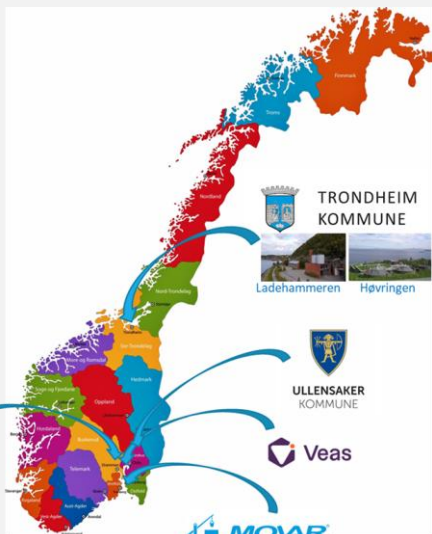 Finnmark
Troms
Nordland
TRONDHEIM
KOMMUNE
Ladehammeren Høvringen
Nord-Trøndelag
Sør-Trøndelag
Møre og Romsdal
Sogn og Fjordane
Oppland
Hedmark
Hordaland
Buskerud
Telemark
Rogaland
Aust-Agder
Vest-Agder
ULLENSAKER
KOMMUNE
Veas
MOVAR